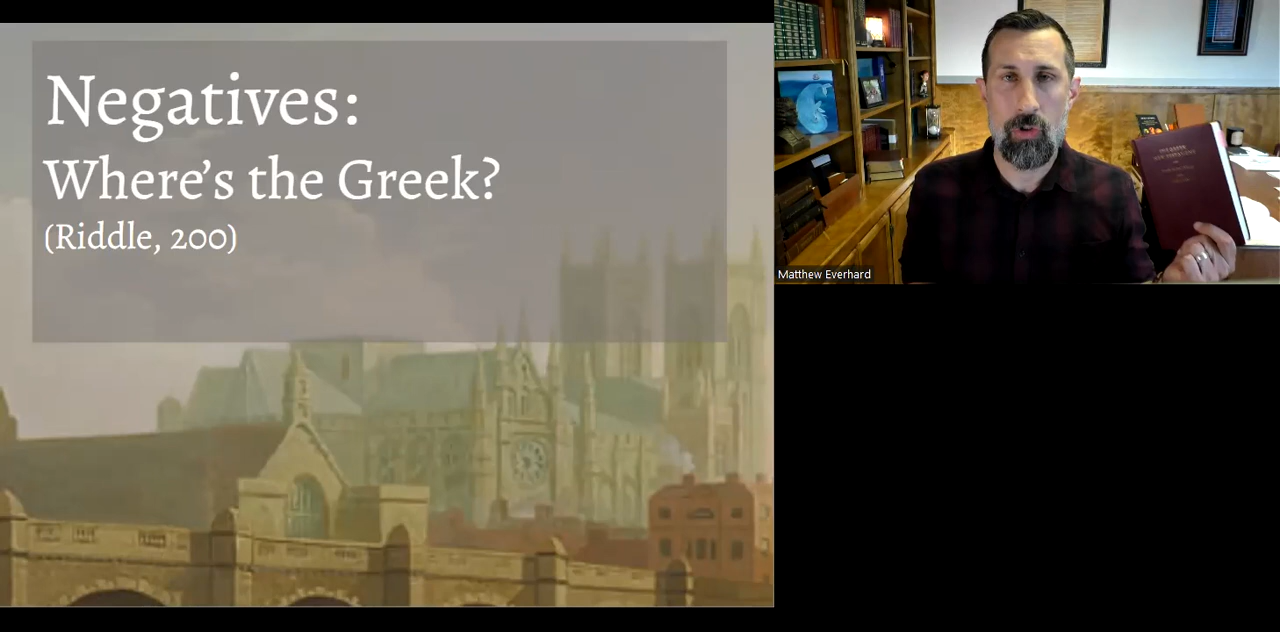 Negatives:
Where's the Greek?
(Riddle, 200)
Matthew Everhard